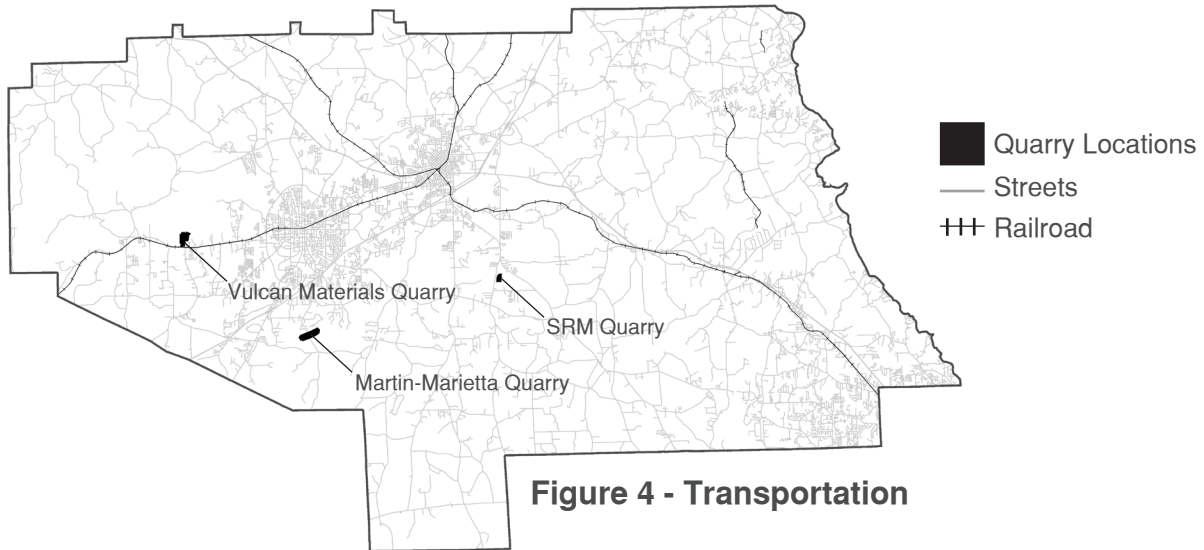 Quarry Locations
Streets
Railroad
Vulcan Materials Quarry
SRM Quarry
Martin-Marietta Quarry
Figure 4 - Transportation